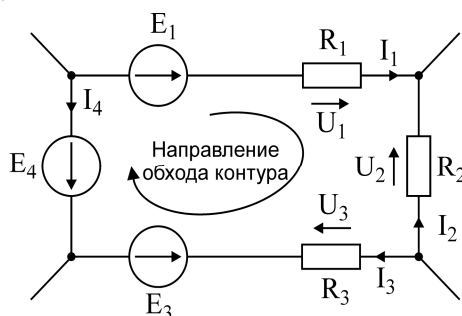 E₁
R₁
I₁
U₁
I₄
E₄
Направление
обхода контура
U₂
R₂
I₂
U₃
E₃
R₃
I₃